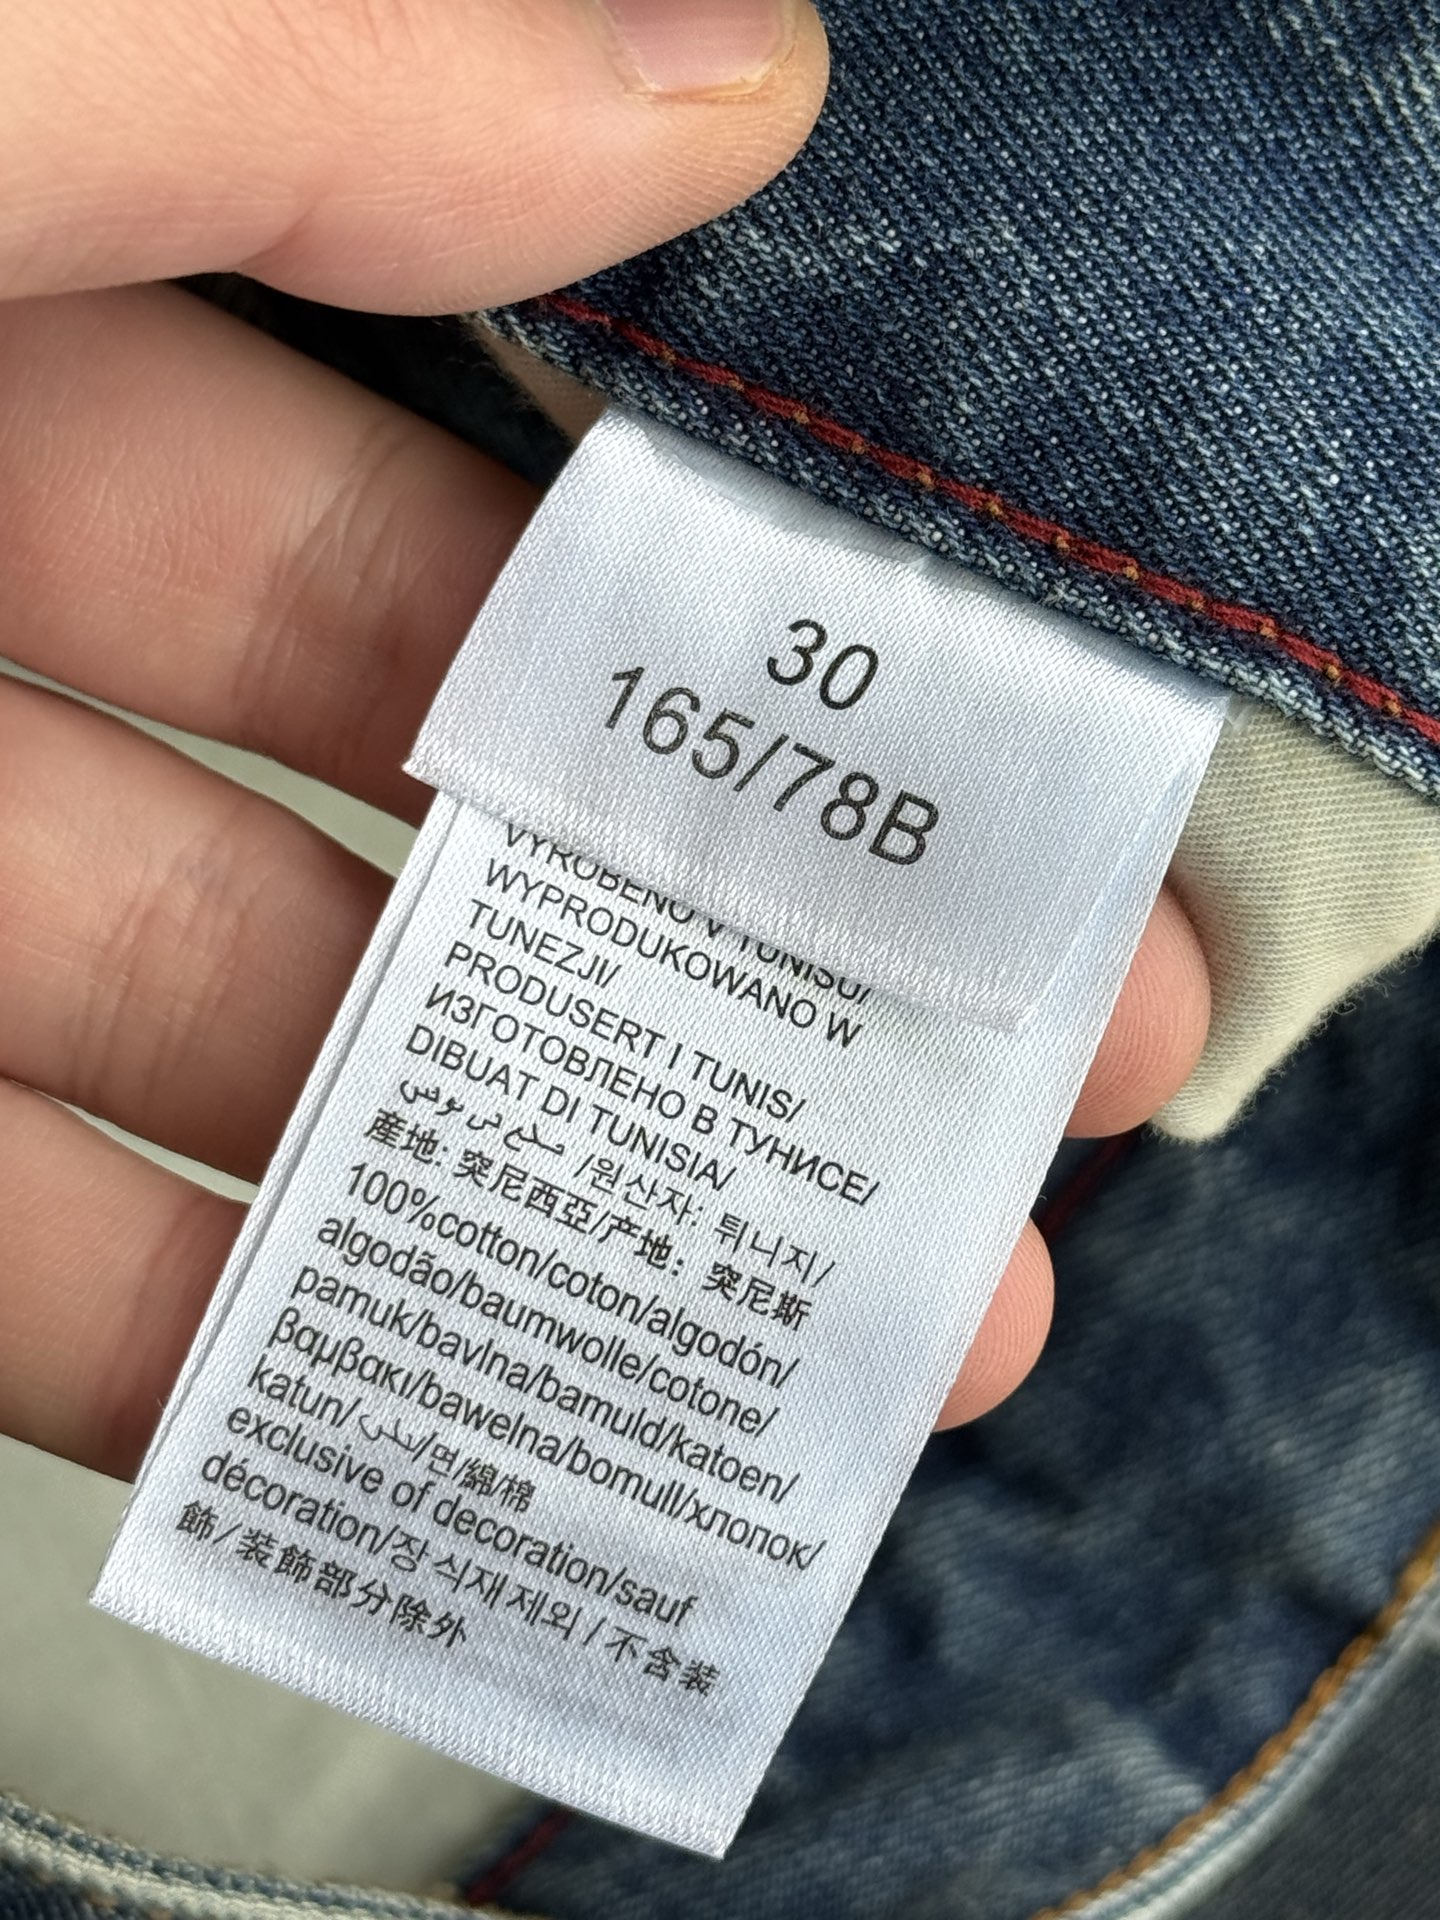 30
165/78B
VYROBENO V TUNISU/
WYPRODUKOWANO W
TUNEZJI/
PRODUSERT I TUNIS/
ИЗГОТОВЛЕНО В ТУНИСЕ/
DIBUAT DI TUNISIA/
/원산자: 튀니지/
産地: 突尼西亞/产地: 突尼斯
100%cotton/coton/algodón/
algodão/baumwolle/cotone/
pamuk/bavlna/bamuld/katoen/
βαμβακι/bawelna/bomull/хлопок/
katun/ /면/綿/棉
exclusive of decoration/sauf
décoration/장식재제외/不含装
飾/装飾部分除外